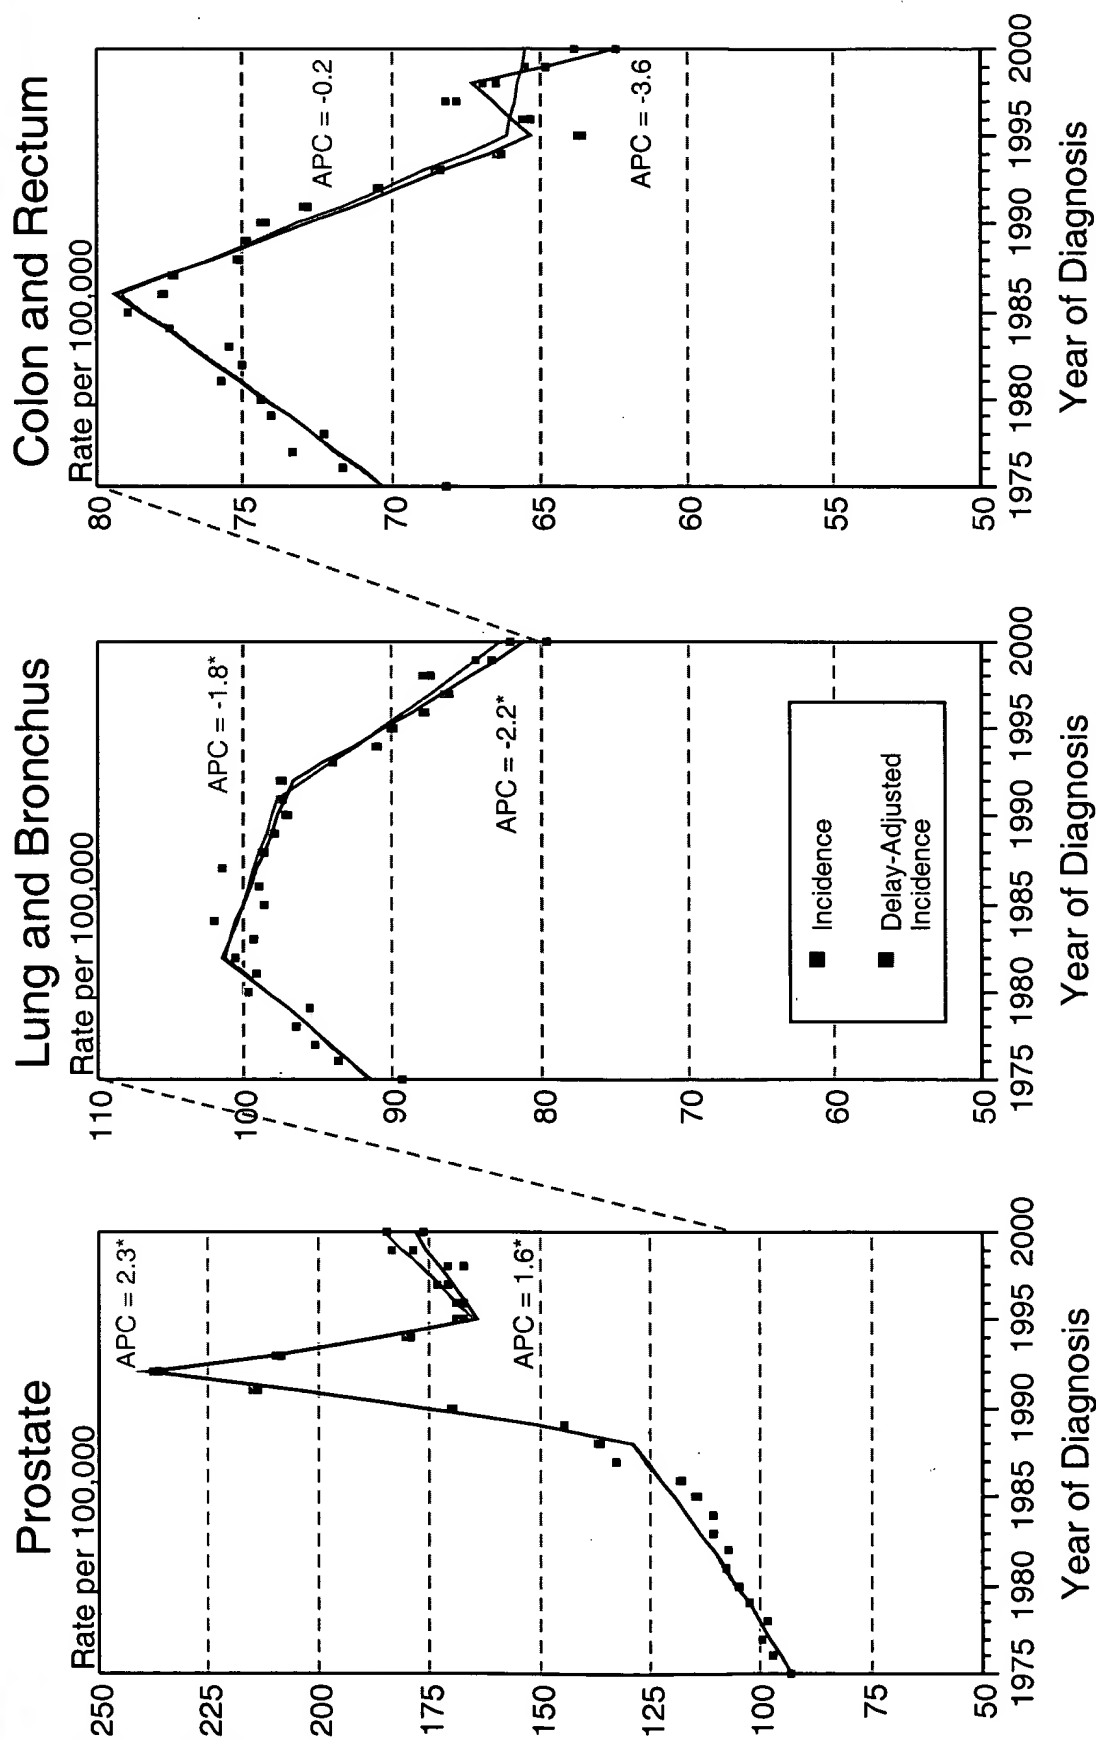 Prostate
Rate per 100,000
250
225
200
175
150
125
100
75
50
APC = 2.3*
APC = 1.6*
1975 1980 1985 1990 1995 2000
Year of Diagnosis
Lung and Bronchus
Rate per 100,000
110
100
90
80
70
60
50
APC = -1.8*
APC = -2.2*
Incidence
Delay-Adjusted
Incidence
1975 1980 1985 1990 1995 2000
Year of Diagnosis
Colon and Rectum
Rate per 100,000
80
75
70
65
60
55
50
APC = -0.2
APC = -3.6
1975 1980 1985 1990 1995 2000
Year of Diagnosis